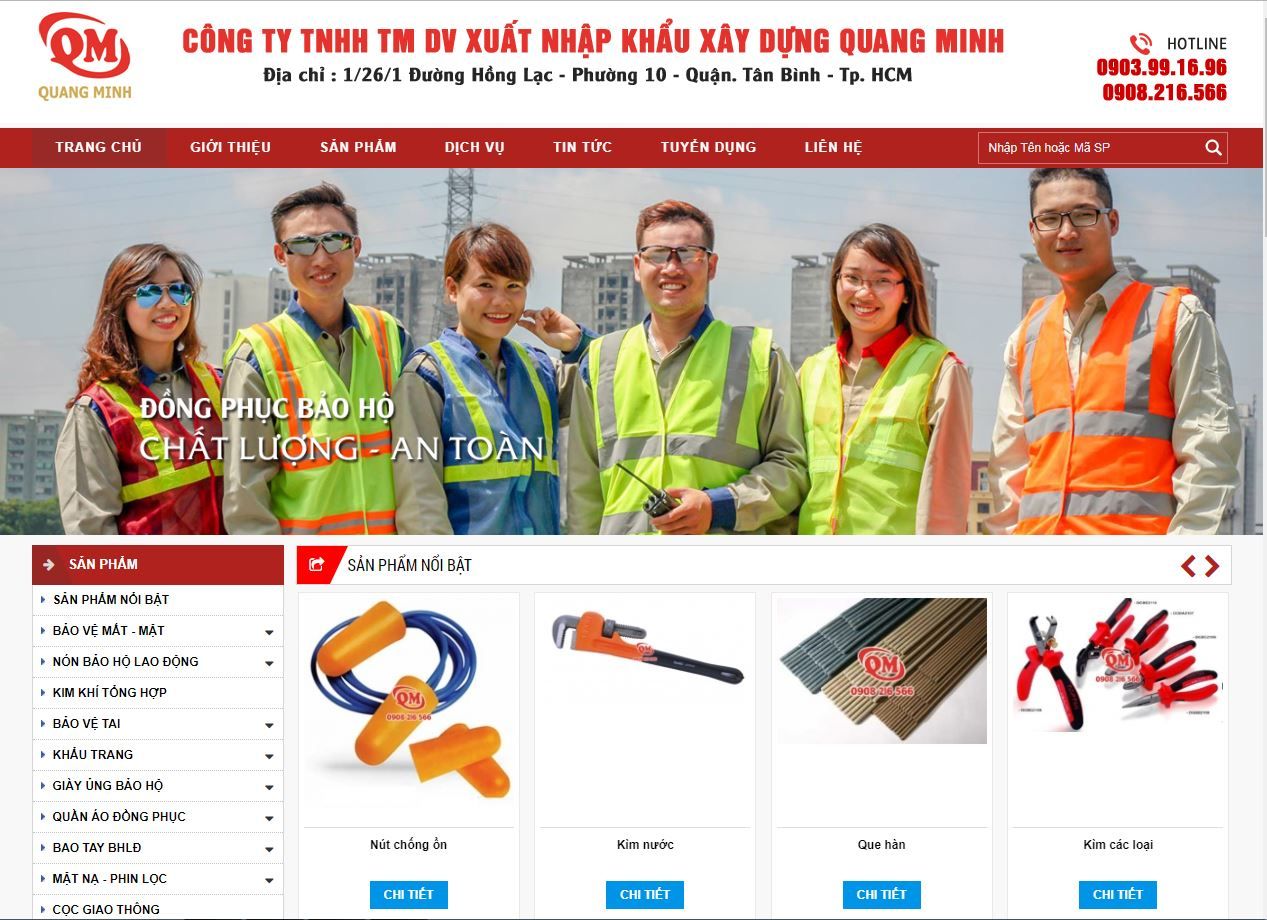 QM
QUANG MINH
CÔNG TY TNHH TM DV XUẤT NHẬP KHẨU XÂY DỰNG QUANG MINH
Địa chỉ : 1/26/1 Đường Hồng Lạc - Phường 10 - Quận. Tân Bình - Tp. HCM
HOTLINE
0903.99.16.96
0908.216.566
TRANG CHỦ GIỚI THIỆU SẢN PHẨM DỊCH VỤ TIN TỨC TUYỂN DỤNG LIÊN HỆ
Nhập Tên hoặc Mã SP
ĐỒNG PHỤC BẢO HỘ
CHẤT LƯỢNG - AN TOÀN
SẢN PHẨM
SẢN PHẨM NỔI BẬT
BẢO VỆ MẮT - MẶT
NÓN BẢO HỘ LAO ĐỘNG
KIM KHÍ TỔNG HỢP
BẢO VỆ TAI
KHẨU TRANG
GIÀY ỦNG BẢO HỘ
QUẦN ÁO ĐỒNG PHỤC
BAO TAY BHLĐ
MẶT NẠ - PHIN LỌC
CỌC GIAO THÔNG
SẢN PHẨM NỔI BẬT
QM
0908 216 566
QM
QM
0908 216 566
QM
0908 216 566
Nút chống ồn Kìm nước Que hàn Kìm các loại
CHI TIẾT CHI TIẾT CHI TIẾT CHI TIẾT